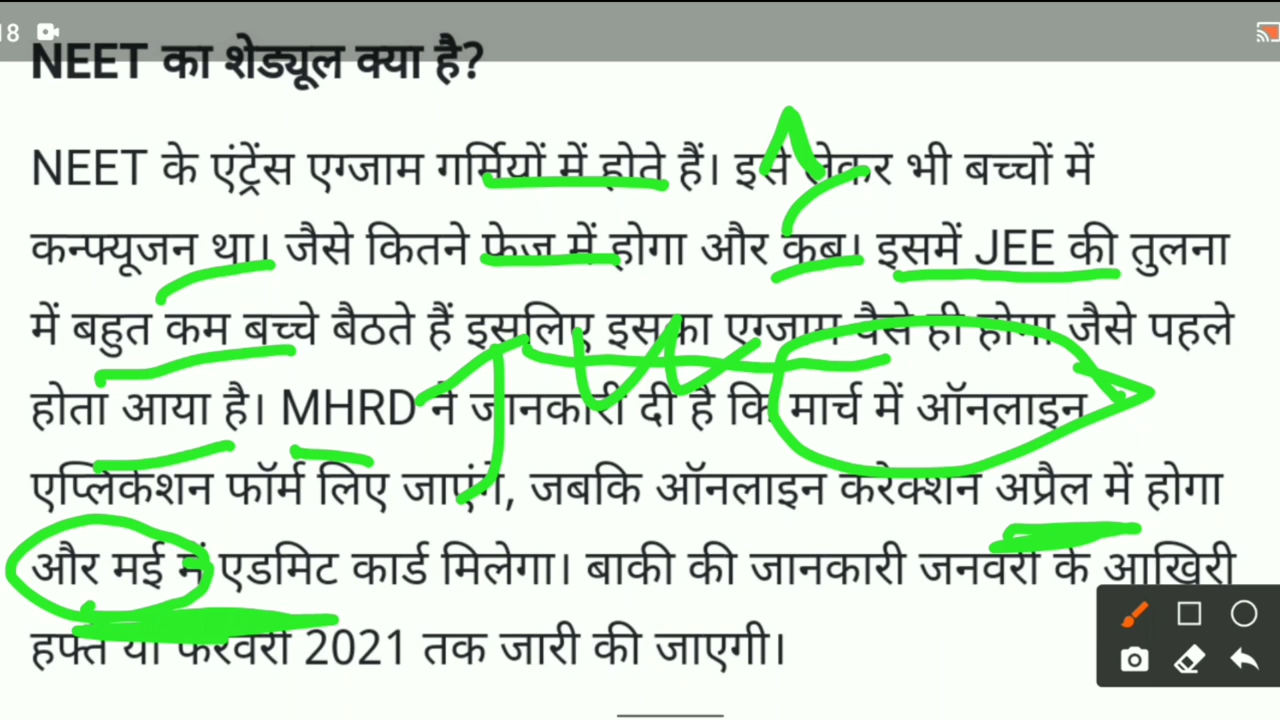 18
NEET का शेड्यूल क्या है?
NEET के एंट्रेंस एग्जाम गर्मियों में होते हैं। इसे लेकर भी बच्चों में
कन्फ्यूजन था। जैसे कितने फेज में होगा और कब। इसमें JEE की तुलना
में बहुत कम बच्चे बैठते हैं इसलिए इसका एग्जाम वैसे ही होगा जैसे पहले
होता आया है। MHRD ने जानकारी दी है कि मार्च में ऑनलाइन
एप्लिकेशन फॉर्म लिए जाएंगे, जबकि ऑनलाइन करेक्शन अप्रैल में होगा
और मई में एडमिट कार्ड मिलेगा। बाकी की जानकारी जनवरी के आखिरी
हफ्ते या फरवरी 2021 तक जारी की जाएगी।